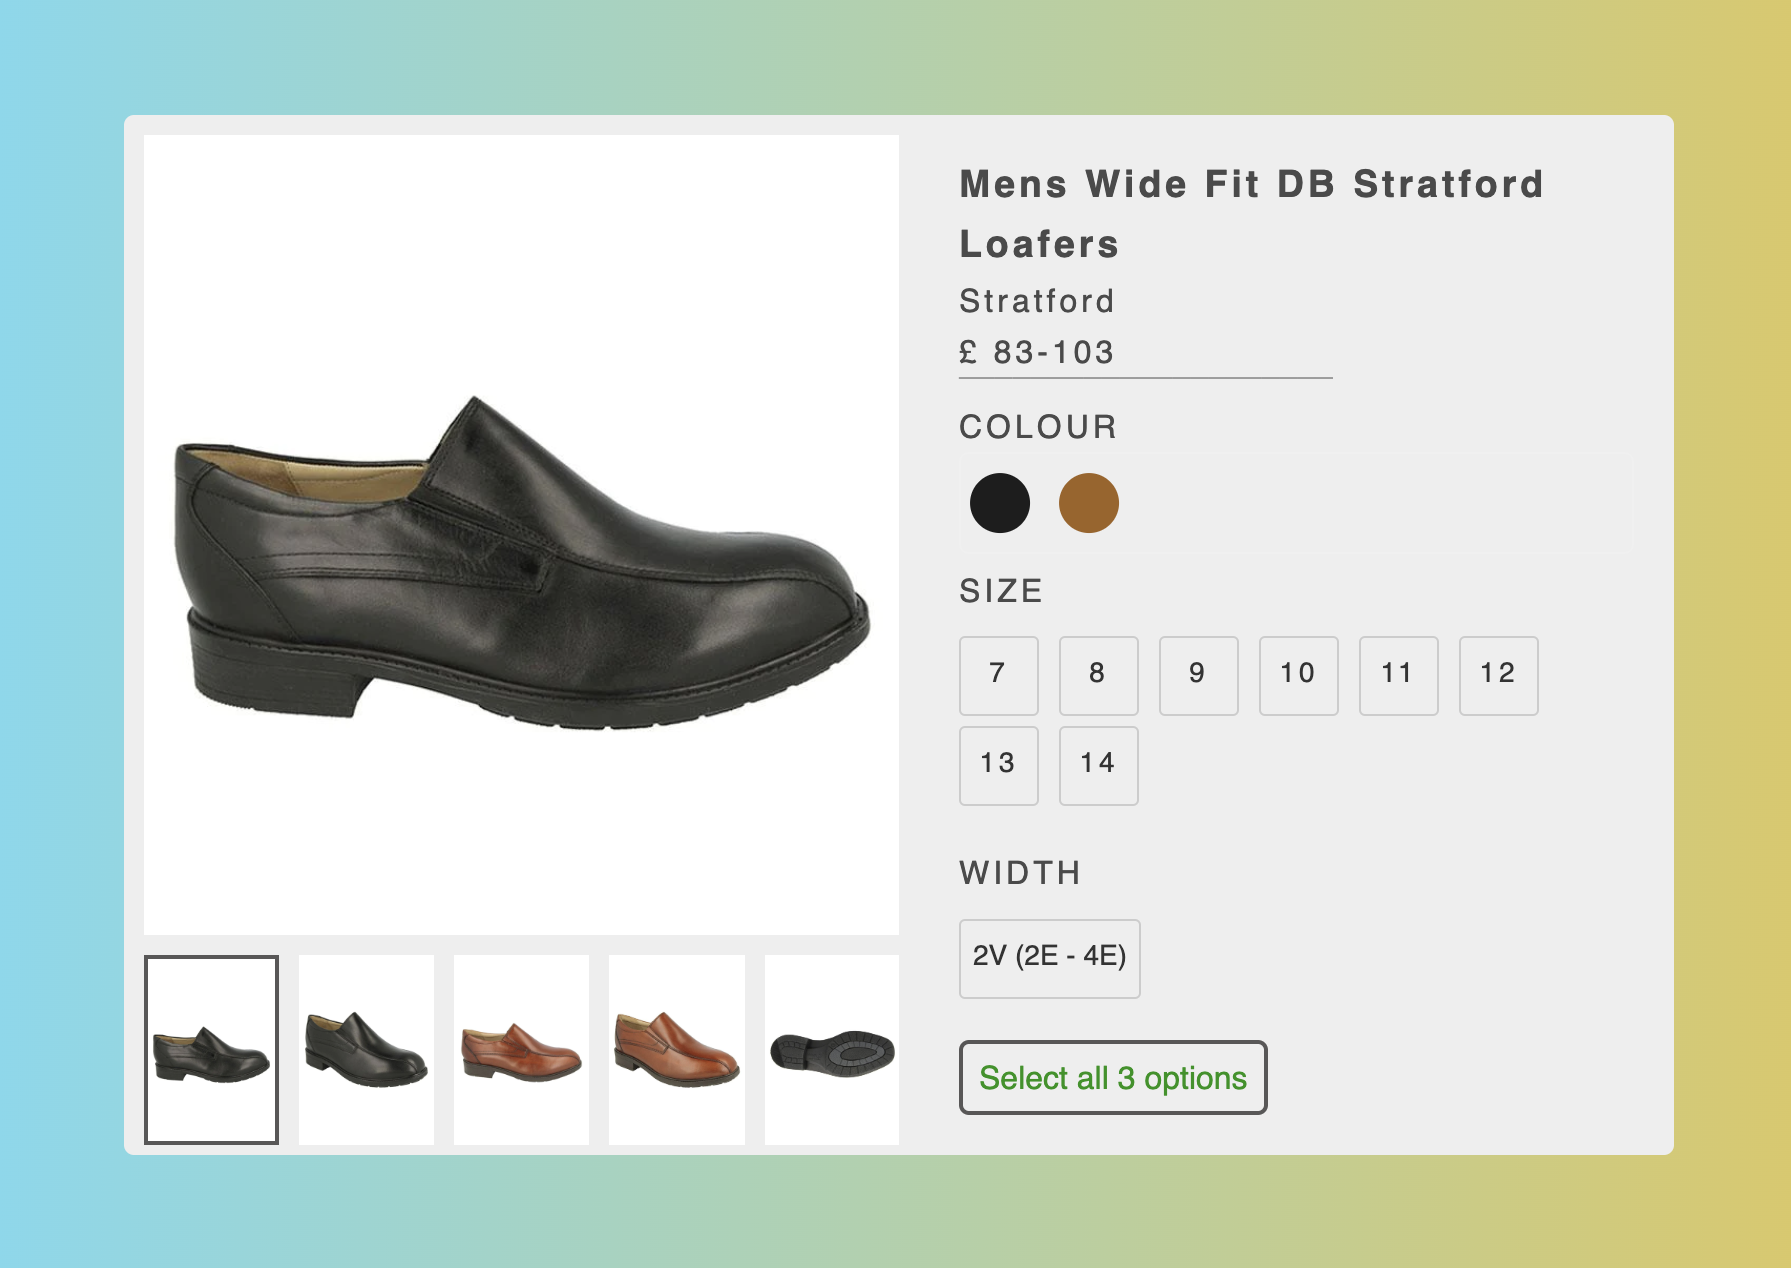 Mens Wide Fit DB Stratford
Loafers
Stratford
£ 83-103
COLOUR
SIZE
7 8 9 10 11 12
13 14
WIDTH
2V (2E - 4E)
Select all 3 options